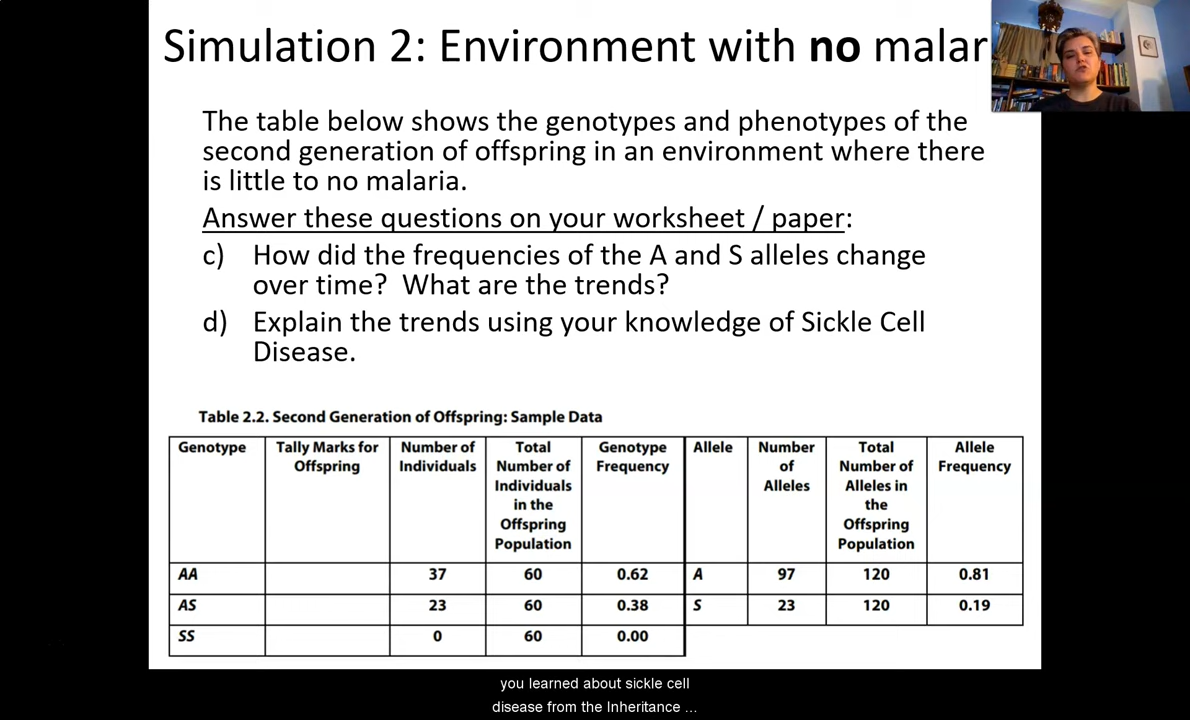 Simulation 2: Environment with no malar
The table below shows the genotypes and phenotypes of the
second generation of offspring in an environment where there
is little to no malaria.
Answer these questions on your worksheet / paper:
c) How did the frequencies of the A and S alleles change
over time? What are the trends?
d) Explain the trends using your knowledge of Sickle Cell
Disease.
Table 2.2. Second Generation of Offspring: Sample Data
Genotype Tally Marks for Offspring Number of Individuals Total Number of Individuals in the Offspring Population Genotype Frequency Allele Number of Alleles Total Number of Alleles in the Offspring Population Allele Frequency
AA 37 60 0.62 A 97 120 0.81
AS 23 60 0.38 S 23 120 0.19
SS 0 60 0.00
you learned about sickle cell
disease from the Inheritance ...